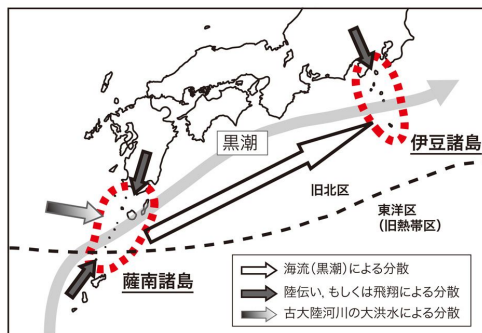 黒潮
伊豆諸島
旧北区
東洋区
(旧熱帯区)
薩南諸島
海流(黒潮)による分散
陸伝い, もしくは飛翔による分散
古大陸河川の大洪水による分散